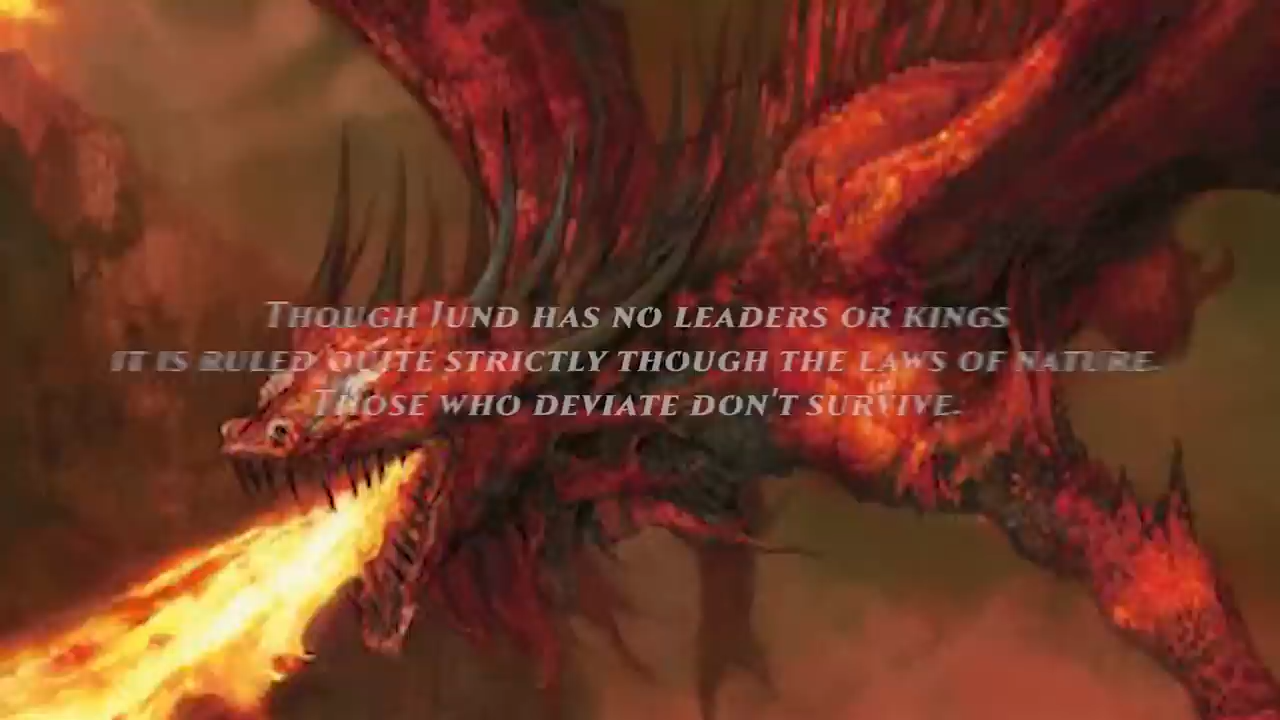 Though Jund has no leaders or kings
it is ruled quite strictly though the laws of nature.
Those who deviate don't survive.